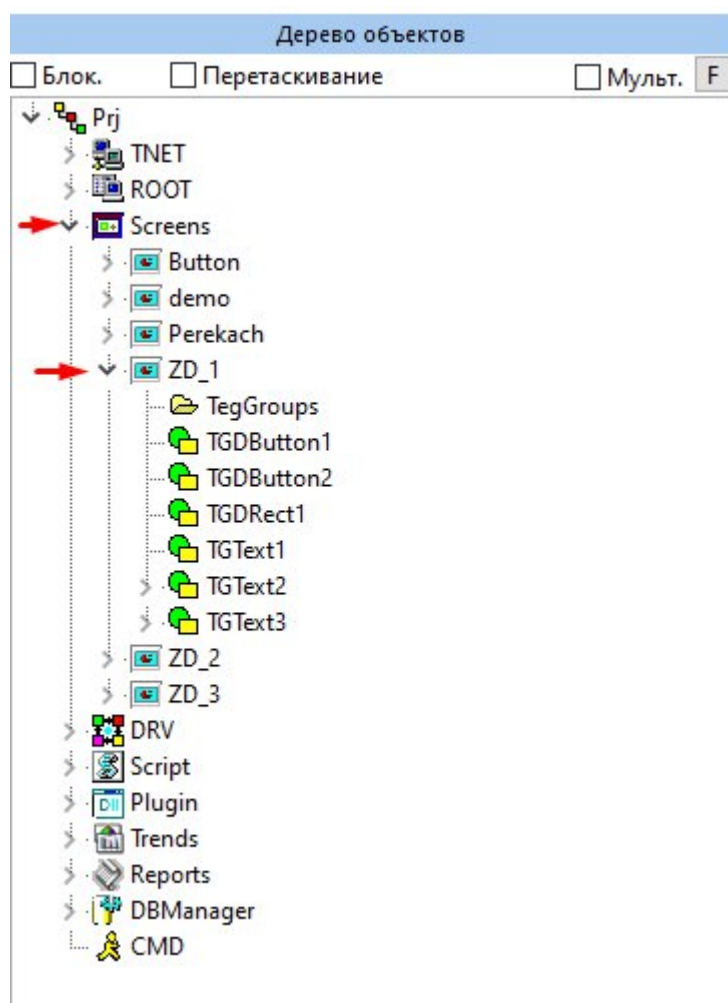 Дерево объектов
Блок. Перетаскивание Мульт. F
Prj
TNET
ROOT
Screens
Button
demo
Perekach
ZD_1
TegGroups
TGDButton1
TGDButton2
TGDRect1
TGText1
TGText2
TGText3
ZD_2
ZD_3
DRV
Script
Plugin
Trends
Reports
DBManager
CMD